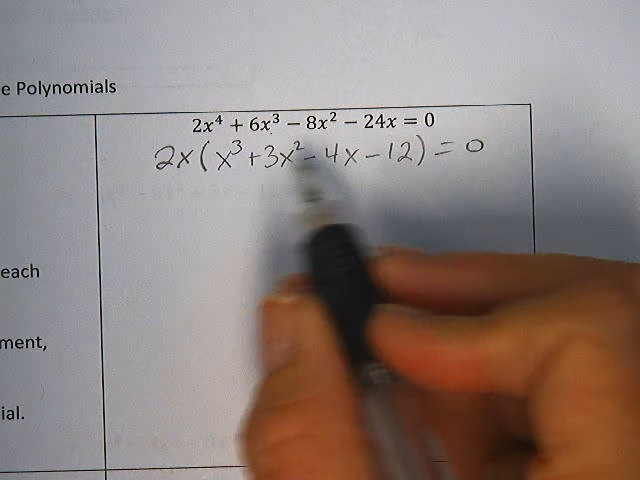 e Polynomials
2x⁴ + 6x³ − 8x² − 24x = 0
2x(x³+3x²-4x-12)=0
each
ment,
ial.